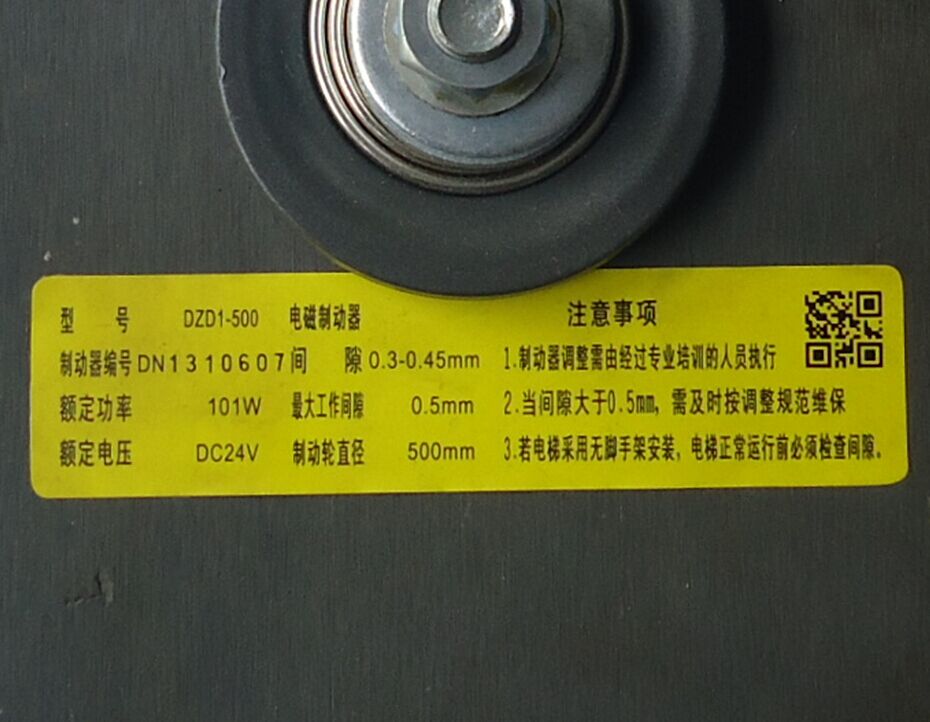 型 号 DZD1-500 电磁制动器
制动器编号 DN1310607 间 隙 0.3-0.45mm
额定功率 101W 最大工作间隙 0.5mm
额定电压 DC24V 制动轮直径 500mm
注意事项
1.制动器调整需由经过专业培训的人员执行
2.当间隙大于0.5mm，需及时按调整规范维保
3.若电梯采用无脚手架安装，电梯正常运行前必须检查间隙。